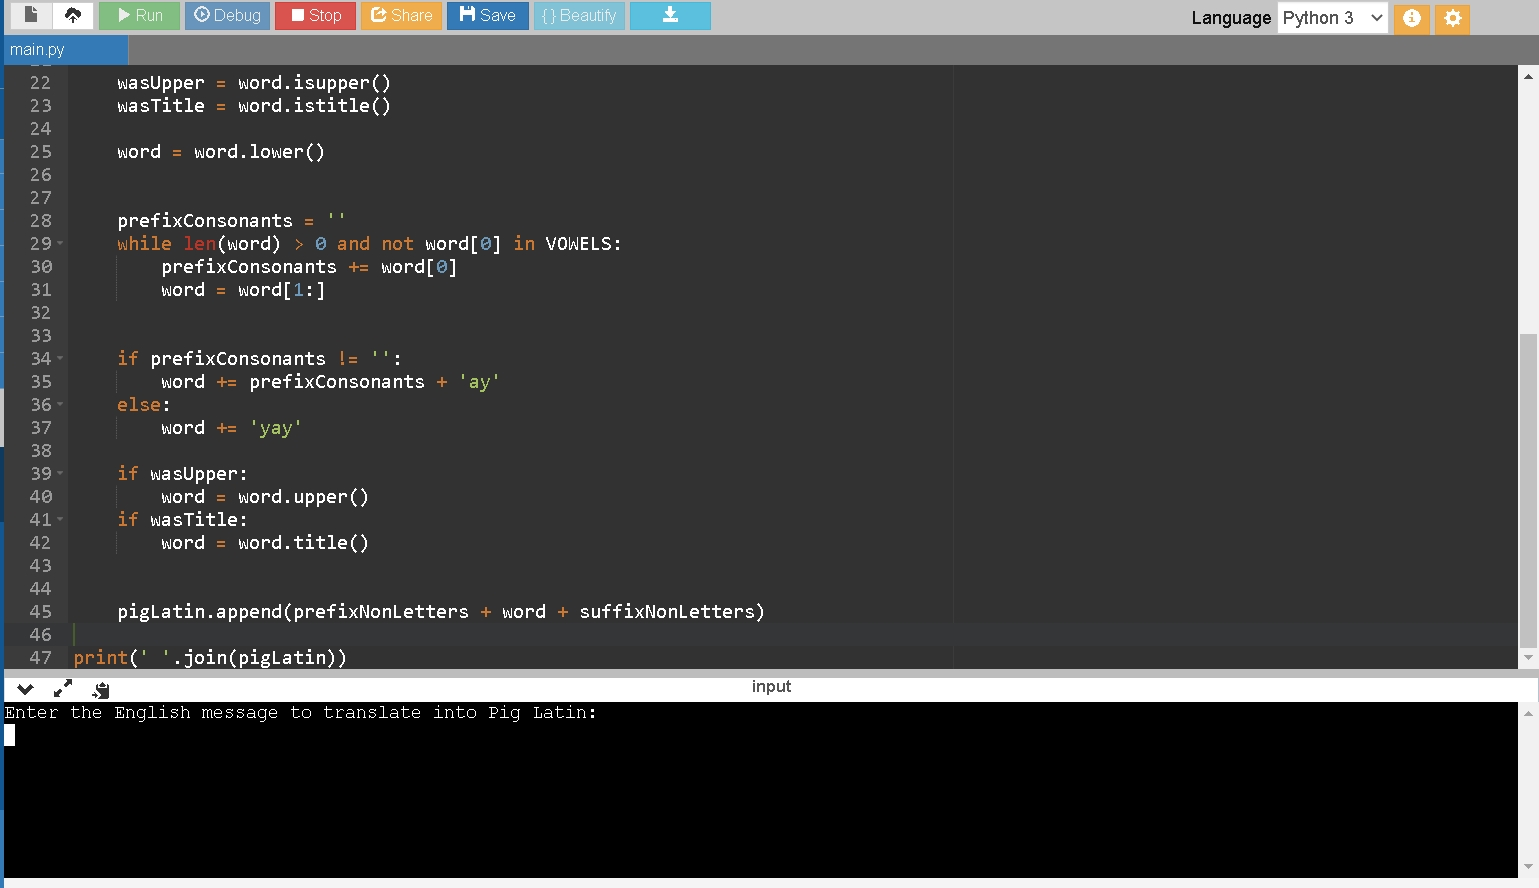 Run Debug Stop Share Save {} Beautify Language Python 3
main.py
22 wasUpper = word.isupper()
23 wasTitle = word.istitle()
24
25 word = word.lower()
26
27
28 prefixConsonants = ''
29 while len(word) > 0 and not word[0] in VOWELS:
30 prefixConsonants += word[0]
31 word = word[1:]
32
33
34 if prefixConsonants != '':
35 word += prefixConsonants + 'ay'
36 else:
37 word += 'yay'
38
39 if wasUpper:
40 word = word.upper()
41 if wasTitle:
42 word = word.title()
43
44
45 pigLatin.append(prefixNonLetters + word + suffixNonLetters)
46
47 print(' '.join(pigLatin))
input
Enter the English message to translate into Pig Latin: